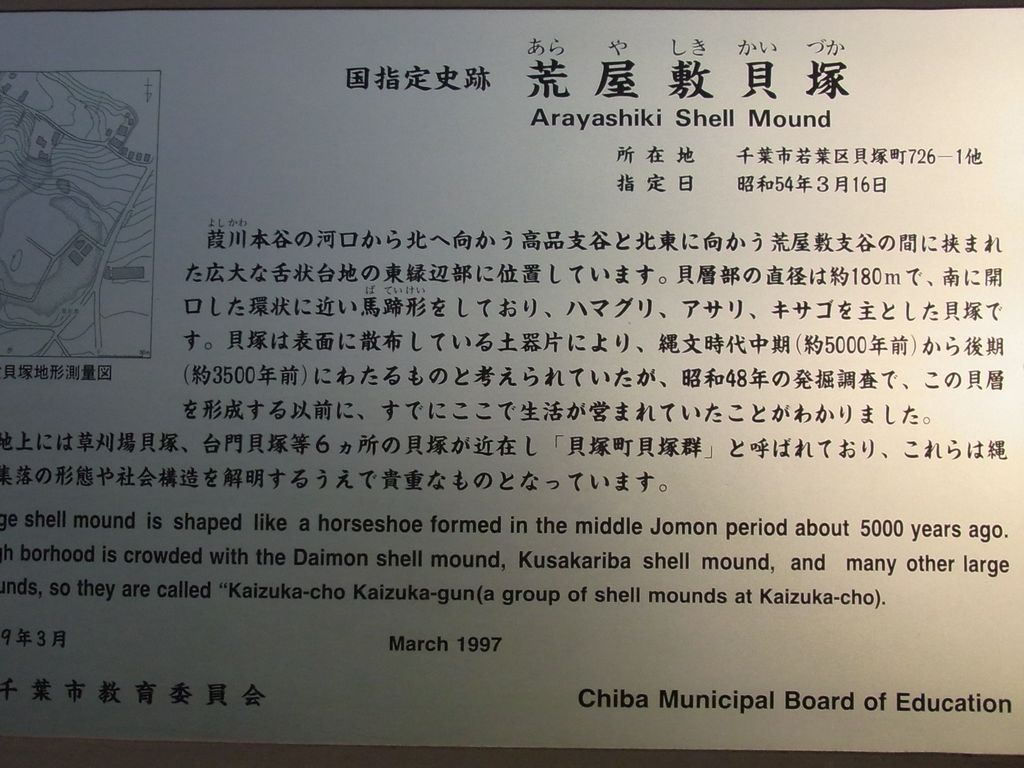 あら や しき かい づか
国指定史跡 荒屋敷貝塚
Arayashiki Shell Mound
所在地 千葉市若葉区貝塚町726－1他
指定日 昭和54年3月16日
よしかわ
葭川本谷の河口から北へ向かう高品支谷と北東に向かう荒屋敷支谷の間に挟まれ
た広大な舌状台地の東縁辺部に位置しています。貝層部の直径は約180mで、南に開
ば ていけい
口した環状に近い馬蹄形をしており、ハマグリ、アサリ、キサゴを主とした貝塚で
す。貝塚は表面に散布している土器片により、縄文時代中期(約5000年前)から後期
(約3500年前)にわたるものと考えられていたが、昭和48年の発掘調査で、この貝層
を形成する以前に、すでにここで生活が営まれていたことがわかりました。
貝塚地形測量図
地上には草刈場貝塚、台門貝塚等6ヵ所の貝塚が近在し「貝塚町貝塚群」と呼ばれており、これらは縄
集落の形態や社会構造を解明するうえで貴重なものとなっています。
ge shell mound is shaped like a horseshoe formed in the middle Jomon period about 5000 years ago.
gh borhood is crowded with the Daimon shell mound, Kusakariba shell mound, and many other large
unds, so they are called “Kaizuka-cho Kaizuka-gun(a group of shell mounds at Kaizuka-cho).
9年3月 March 1997
千葉市教育委員会 Chiba Municipal Board of Education